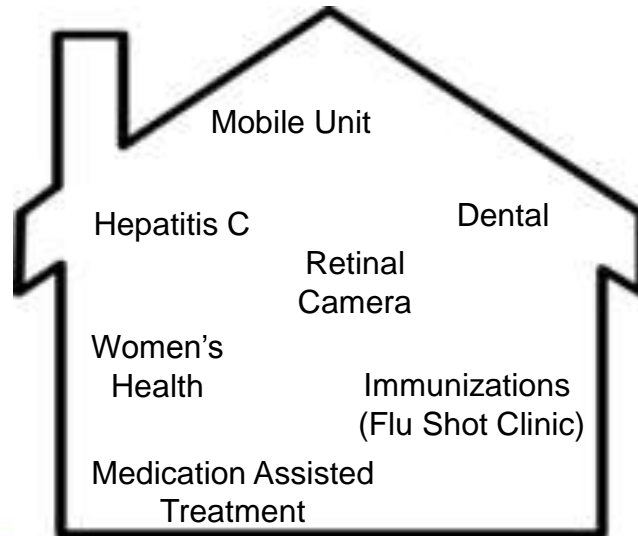 Mobile Unit
Hepatitis C
Dental
Retinal
Camera
Women’s
Health
Immunizations
(Flu Shot Clinic)
Medication Assisted
Treatment